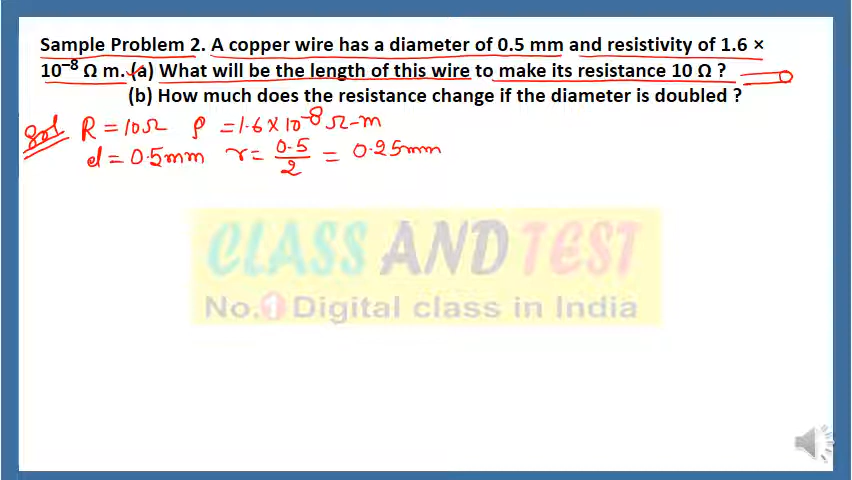 Sample Problem 2. A copper wire has a diameter of 0.5 mm and resistivity of 1.6 ×
10⁻⁸ Ω m. (a) What will be the length of this wire to make its resistance 10 Ω ?
(b) How much does the resistance change if the diameter is doubled ?
Sol R = 10Ω ρ = 1.6 × 10⁻⁸ Ω-m
d = 0.5mm r = 0.5/2 = 0.25mm
CLASS AND TEST
No.1 Digital class in India